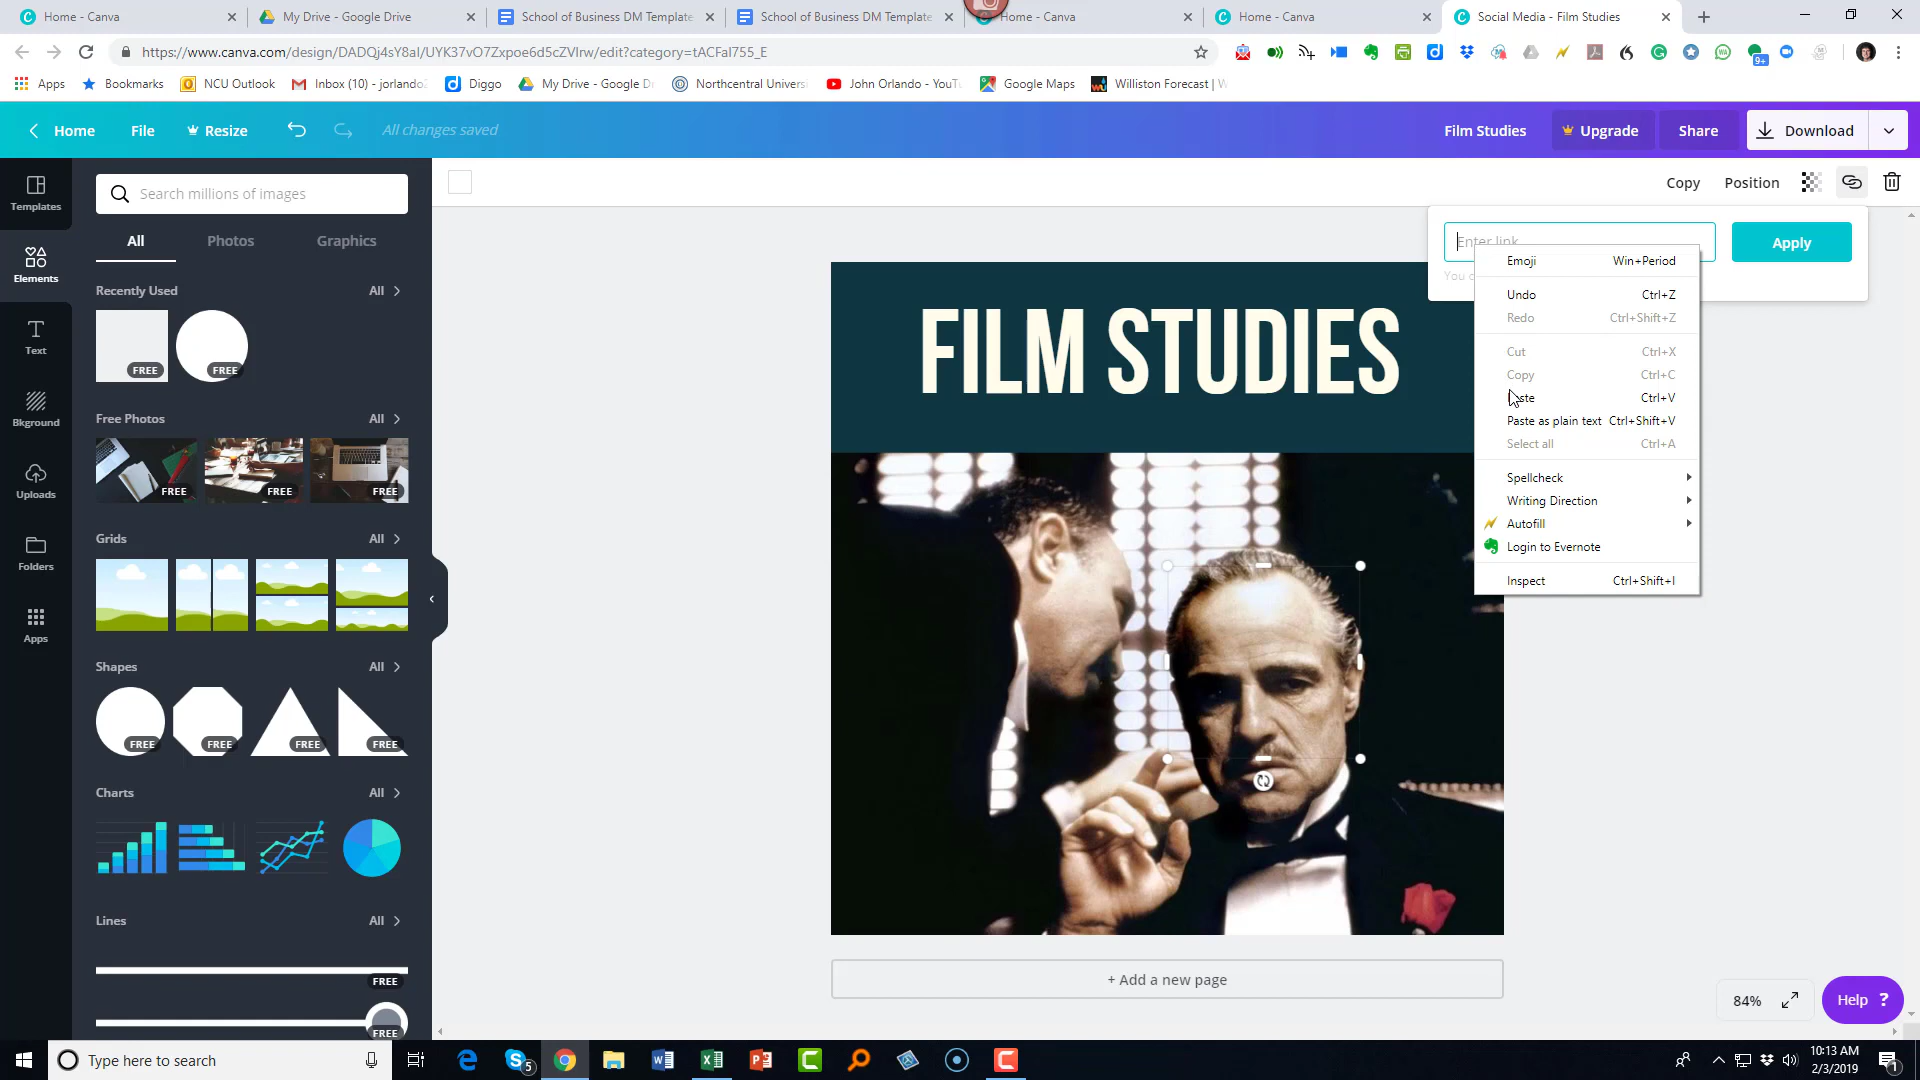 Home - Canva
My Drive - Google Drive
School of Business DM Template
School of Business DM Template
Home - Canva
Home - Canva
Social Media - Film Studies
https://www.canva.com/design/DADQj4sY8aI/UYK37vO7Zxpoe6d5cZVIrw/edit?category=tACFaI755_E
9+
Apps
Bookmarks
NCU Outlook
Inbox (10) - jorlando
Diggo
My Drive - Google D
Northcentral Univers
John Orlando - YouT
Google Maps
Williston Forecast | W
Home
File
Resize
All changes saved
Film Studies
Upgrade
Share
Download
Templates
Elements
Text
Bkground
Uploads
Folders
Apps
Search millions of images
All
Photos
Graphics
Recently Used
All
FREE
FREE
Free Photos
All
FREE
FREE
FREE
Grids
All
Shapes
All
FREE
FREE
FREE
FREE
Charts
All
Lines
All
FREE
FREE
Copy
Position
Enter link
Apply
You c
Emoji Win+Period
Undo Ctrl+Z
Redo Ctrl+Shift+Z
Cut Ctrl+X
Copy Ctrl+C
ste Ctrl+V
Paste as plain text Ctrl+Shift+V
Select all Ctrl+A
Spellcheck
Writing Direction
Autofill
Login to Evernote
Inspect Ctrl+Shift+I
FILM STUDIES
+ Add a new page
84%
Help ?
Type here to search
5
10:13 AM
2/3/2019
1